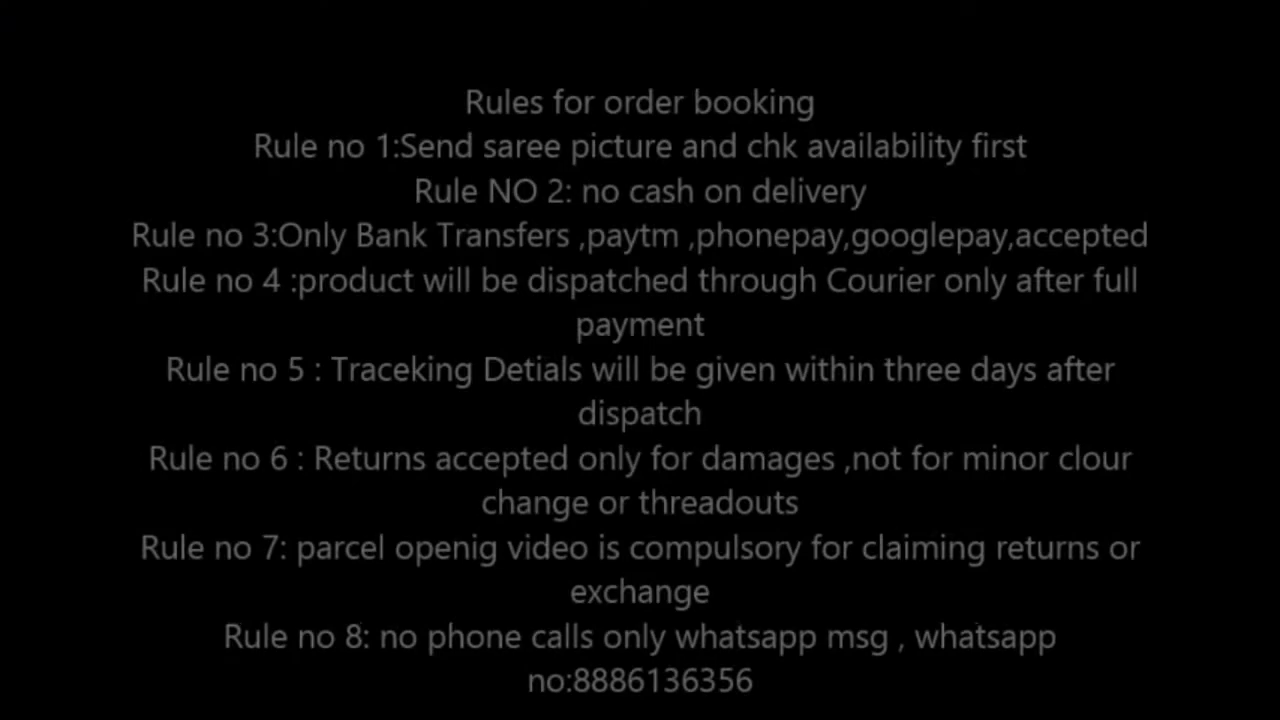 Rules for order booking
Rule no 1:Send saree picture and chk availability first
Rule NO 2: no cash on delivery
Rule no 3:Only Bank Transfers ,paytm ,phonepay,googlepay,accepted
Rule no 4 :product will be dispatched through Courier only after full
payment
Rule no 5 : Traceking Detials will be given within three days after
dispatch
Rule no 6 : Returns accepted only for damages ,not for minor clour
change or threadouts
Rule no 7: parcel openig video is compulsory for claiming returns or
exchange
Rule no 8: no phone calls only whatsapp msg , whatsapp
no:8886136356